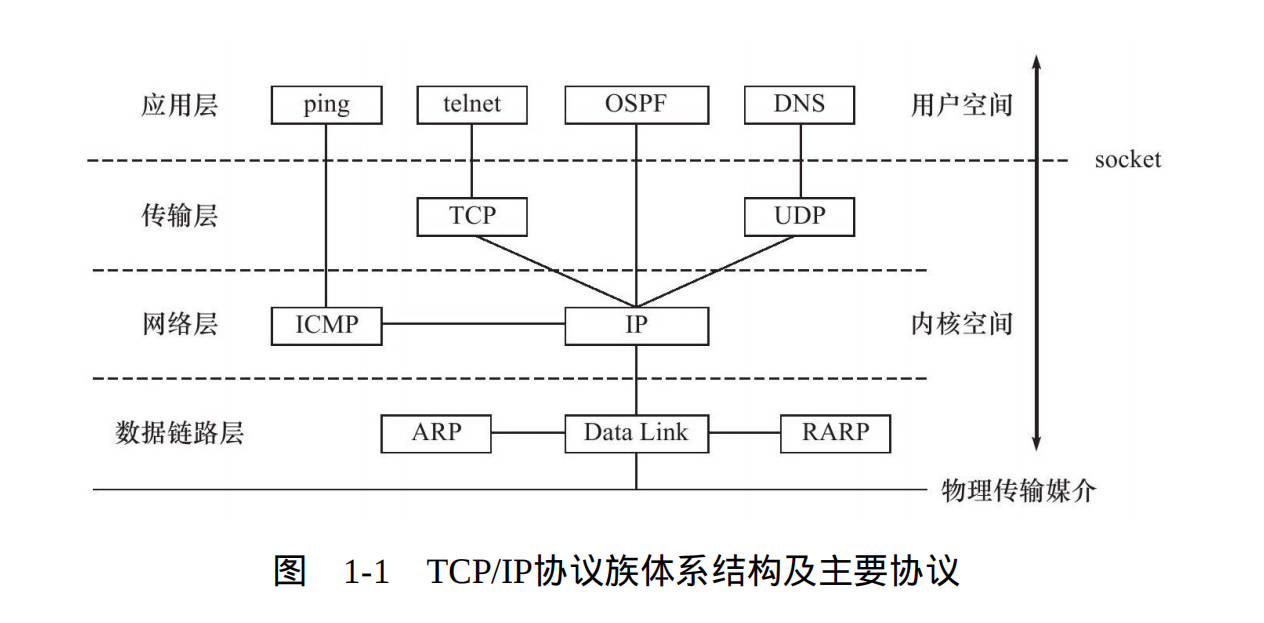 应用层 ping telnet OSPF DNS 用户空间
socket
传输层 TCP UDP
网络层 ICMP IP 内核空间
数据链路层 ARP Data Link RARP
物理传输媒介
图 1-1 TCP/IP协议族体系结构及主要协议